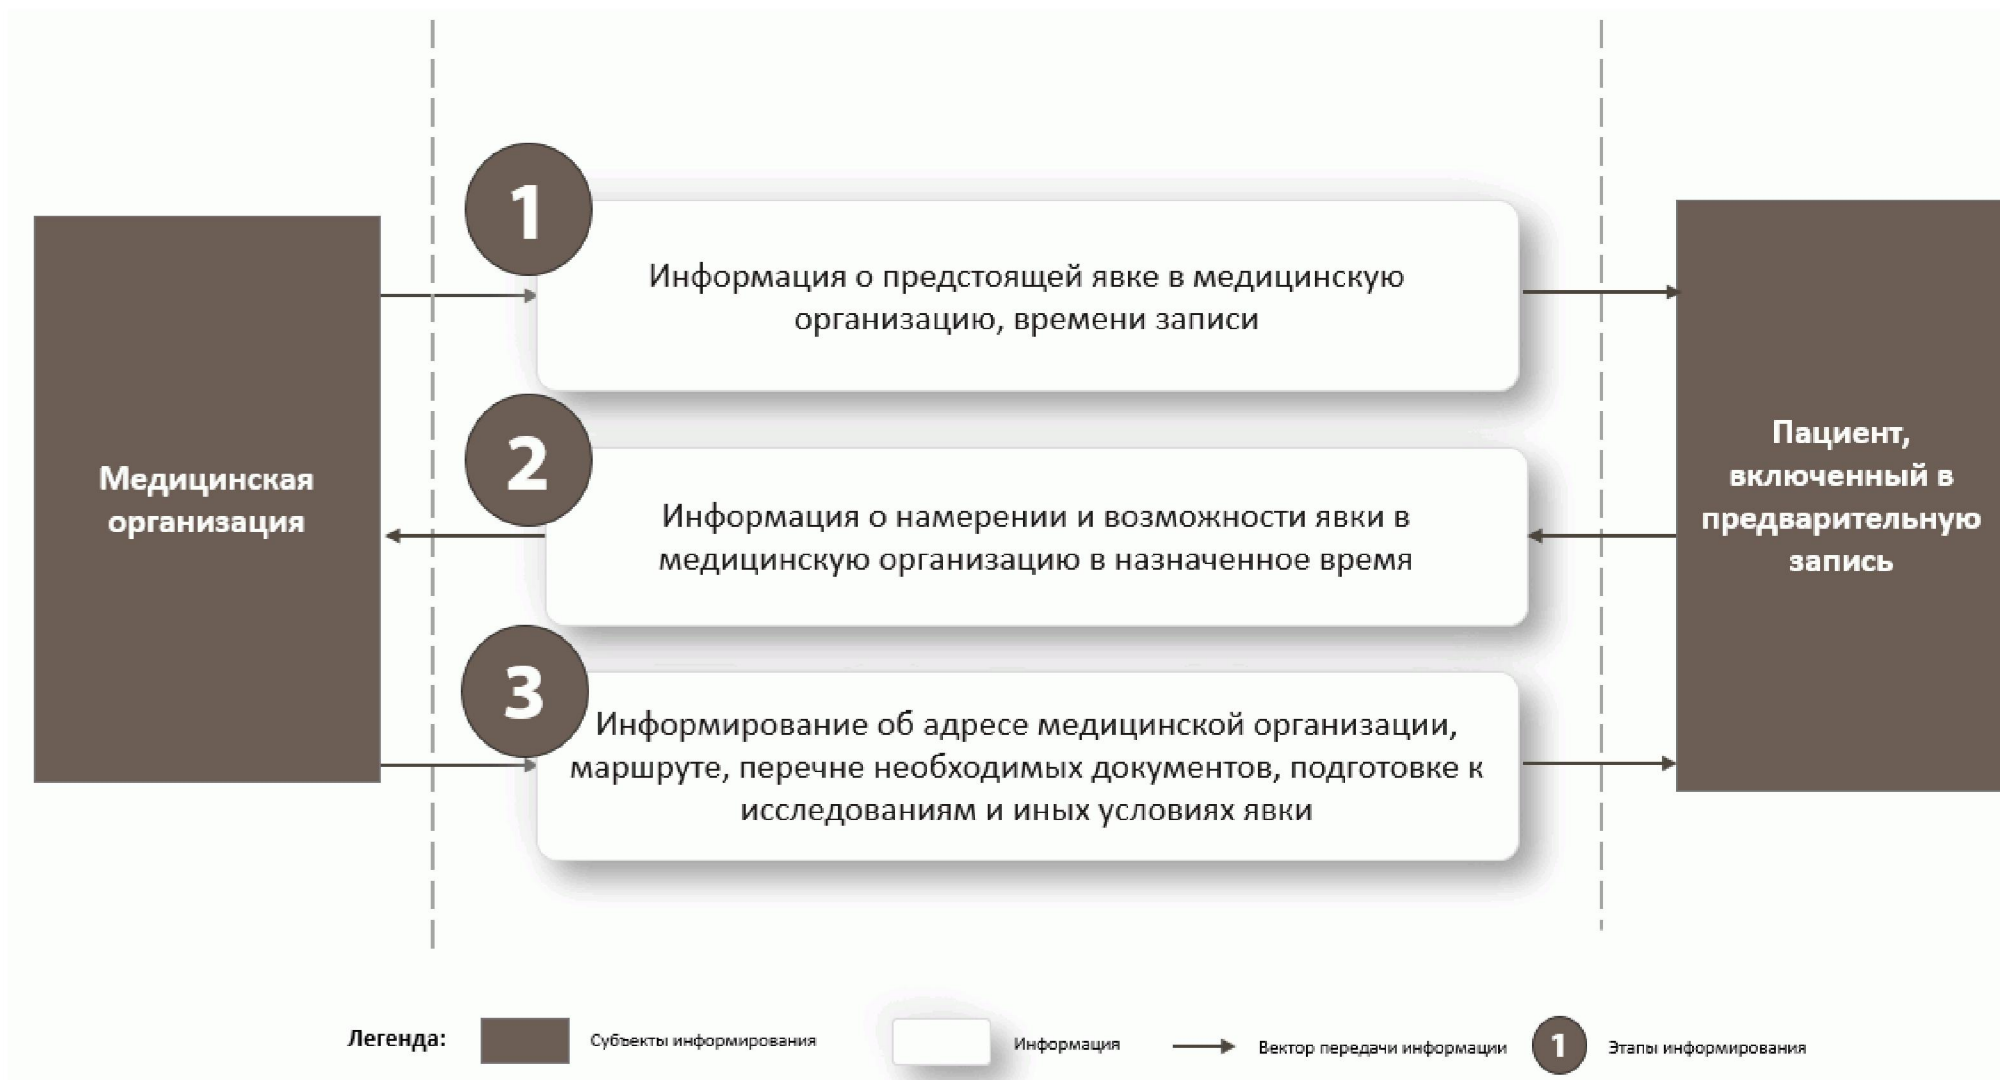 1
Информация о предстоящей явке в медицинскую
организацию, времени записи
Медицинская
организация
2
Информация о намерении и возможности явки в
медицинскую организацию в назначенное время
Пациент,
включенный в
предварительную
запись
3
Информирование об адресе медицинской организации,
маршруте, перечне необходимых документов, подготовке к
исследованиям и иных условиях явки
Легенда:
Субъекты информирования
Информация
Вектор передачи информации
1
Этапы информирования